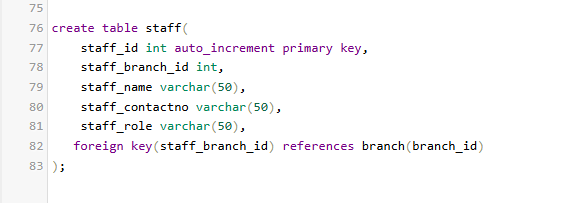 75
76 create table staff(
77     staff_id int auto_increment primary key,
78     staff_branch_id int,
79     staff_name varchar(50),
80     staff_contactno varchar(50),
81     staff_role varchar(50),
82    foreign key(staff_branch_id) references branch(branch_id)
83 );